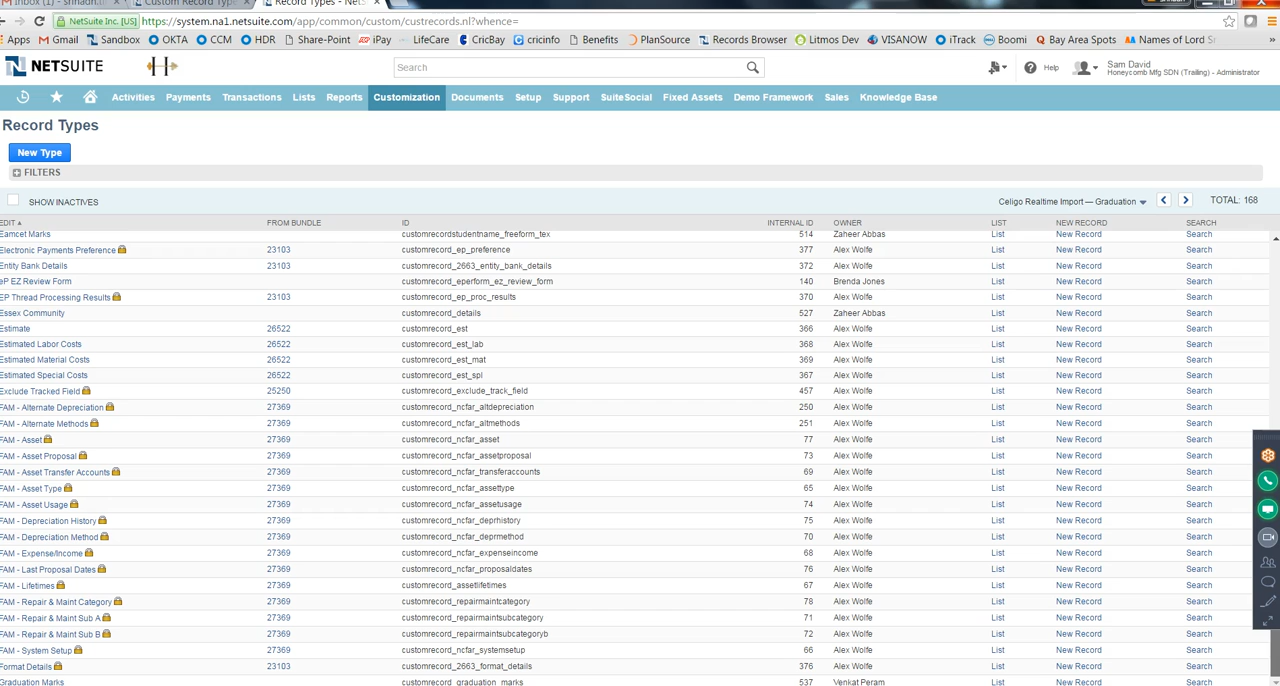 Inbox (1) - srinadh.
Custom Record Type
Record Types - NetS
NetSuite Inc. [US] https://system.na1.netsuite.com/app/common/custom/custrecords.nl?whence=
Apps Gmail Sandbox OKTA CCM HDR Share-Point iPay LifeCare CricBay cricinfo Benefits PlanSource Records Browser Litmos Dev VISANOW iTrack Boomi Bay Area Spots Names of Lord »
NETSUITE Search Help Sam David
Honeycomb Mfg SDN (Trailing) - Administrator
Activities Payments Transactions Lists Reports Customization Documents Setup Support SuiteSocial Fixed Assets Demo Framework Sales Knowledge Base
Record Types
New Type
FILTERS
SHOW INACTIVES Celigo Realtime Import — Graduation TOTAL: 168
EDIT FROM BUNDLE ID INTERNAL ID OWNER LIST NEW RECORD SEARCH
Eamcet Marks customrecordstudentname_freeform_tex 514 Zaheer Abbas List New Record Search
Electronic Payments Preference 23103 customrecord_ep_preference 377 Alex Wolfe List New Record Search
Entity Bank Details 23103 customrecord_2663_entity_bank_details 372 Alex Wolfe List New Record Search
eP EZ Review Form customrecord_eperform_ez_review_form 140 Brenda Jones List New Record Search
EP Thread Processing Results 23103 customrecord_ep_proc_results 370 Alex Wolfe List New Record Search
Essex Community customrecord_details 527 Zaheer Abbas List New Record Search
Estimate 26522 customrecord_est 366 Alex Wolfe List New Record Search
Estimated Labor Costs 26522 customrecord_est_lab 368 Alex Wolfe List New Record Search
Estimated Material Costs 26522 customrecord_est_mat 369 Alex Wolfe List New Record Search
Estimated Special Costs 26522 customrecord_est_spl 367 Alex Wolfe List New Record Search
Exclude Tracked Field 25250 customrecord_exclude_track_field 457 Alex Wolfe List New Record Search
FAM - Alternate Depreciation 27369 customrecord_ncfar_altdepreciation 250 Alex Wolfe List New Record Search
FAM - Alternate Methods 27369 customrecord_ncfar_altmethods 251 Alex Wolfe List New Record Search
FAM - Asset 27369 customrecord_ncfar_asset 77 Alex Wolfe List New Record Search
FAM - Asset Proposal 27369 customrecord_ncfar_assetproposal 73 Alex Wolfe List New Record Search
FAM - Asset Transfer Accounts 27369 customrecord_ncfar_transferaccounts 69 Alex Wolfe List New Record Search
FAM - Asset Type 27369 customrecord_ncfar_assettype 65 Alex Wolfe List New Record Search
FAM - Asset Usage 27369 customrecord_ncfar_assetusage 74 Alex Wolfe List New Record Search
FAM - Depreciation History 27369 customrecord_ncfar_deprhistory 75 Alex Wolfe List New Record Search
FAM - Depreciation Method 27369 customrecord_ncfar_deprmethod 70 Alex Wolfe List New Record Search
FAM - Expense/Income 27369 customrecord_ncfar_expenseincome 68 Alex Wolfe List New Record Search
FAM - Last Proposal Dates 27369 customrecord_ncfar_proposaldates 76 Alex Wolfe List New Record Search
FAM - Lifetimes 27369 customrecord_assetlifetimes 67 Alex Wolfe List New Record Search
FAM - Repair & Maint Category 27369 customrecord_repairmaintcategory 78 Alex Wolfe List New Record Search
FAM - Repair & Maint Sub A 27369 customrecord_repairmaintsubcategory 71 Alex Wolfe List New Record Search
FAM - Repair & Maint Sub B 27369 customrecord_repairmaintsubcategoryb 72 Alex Wolfe List New Record Search
FAM - System Setup 27369 customrecord_ncfar_systemsetup 66 Alex Wolfe List New Record Search
Format Details 23103 customrecord_2663_format_details 376 Alex Wolfe List New Record Search
Graduation Marks customrecord_graduation_marks 537 Venkat Peram List New Record Search